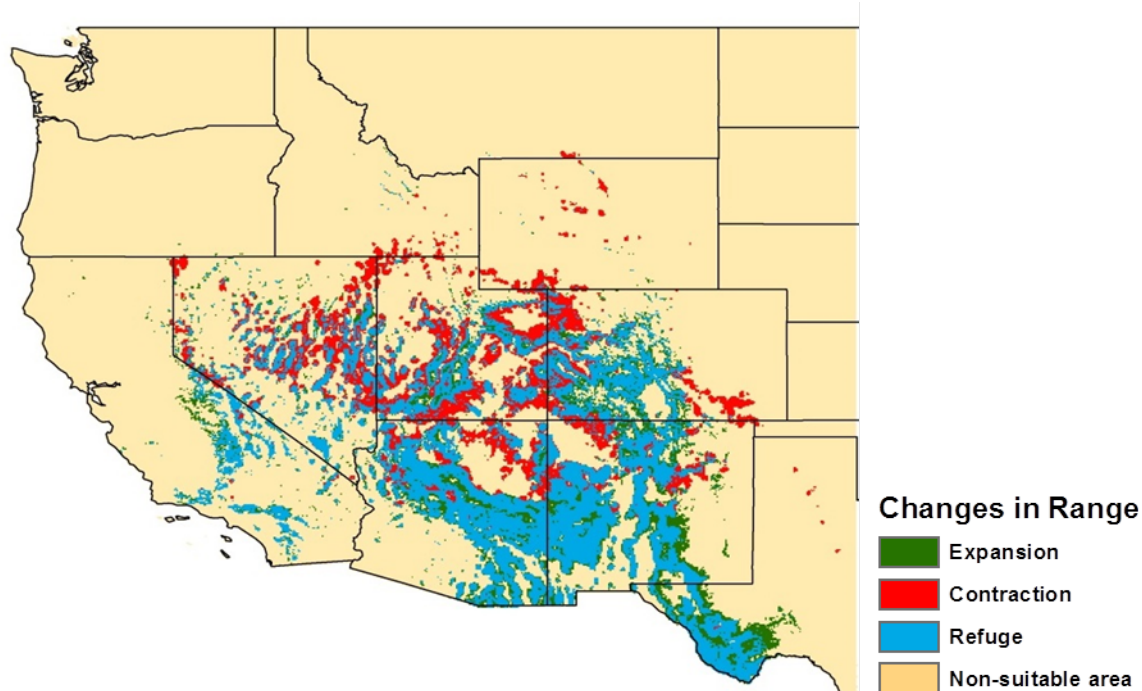 Changes in Range
Expansion
Contraction
Refuge
Non-suitable area